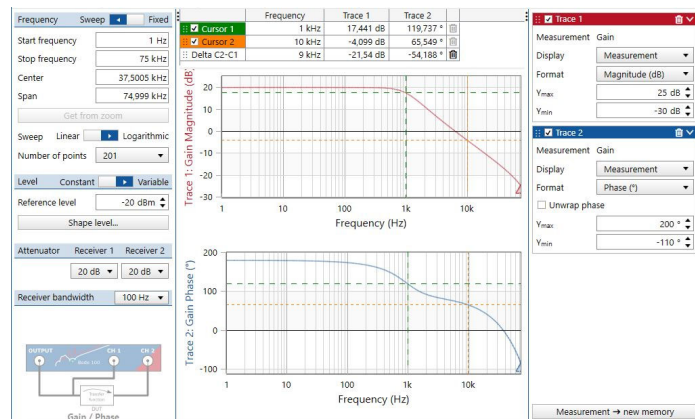 Frequency Sweep Fixed
Start frequency 1 Hz
Stop frequency 75 kHz
Center 37,5005 kHz
Span 74,999 kHz
Get from zoom
Sweep Linear Logarithmic
Number of points 201
Level Constant Variable
Reference level -20 dBm
Shape level...
Attenuator Receiver 1 Receiver 2
20 dB 20 dB
Receiver bandwidth 100 Hz
OUTPUT CH 1 CH 2
DUT
Gain / Phase
Frequency Trace 1 Trace 2
Cursor 1 1 kHz 17,441 dB 119,737 °
Cursor 2 10 kHz -4,099 dB 65,549 °
Delta C2-C1 9 kHz -21,54 dB -54,188 °
Trace 1: Gain Magnitude (dB)
20
10
0
-10
-20
-30
1 10 100 1k 10k
Frequency (Hz)
Trace 2: Gain Phase (°)
200
100
0
-100
1 10 100 1k 10k
Frequency (Hz)
Trace 1
Measurement Gain
Display Measurement
Format Magnitude (dB)
Ymax 25 dB
Ymin -30 dB
Trace 2
Measurement Gain
Display Measurement
Format Phase (°)
Unwrap phase
Ymax 200 °
Ymin -110 °
Measurement → new memory